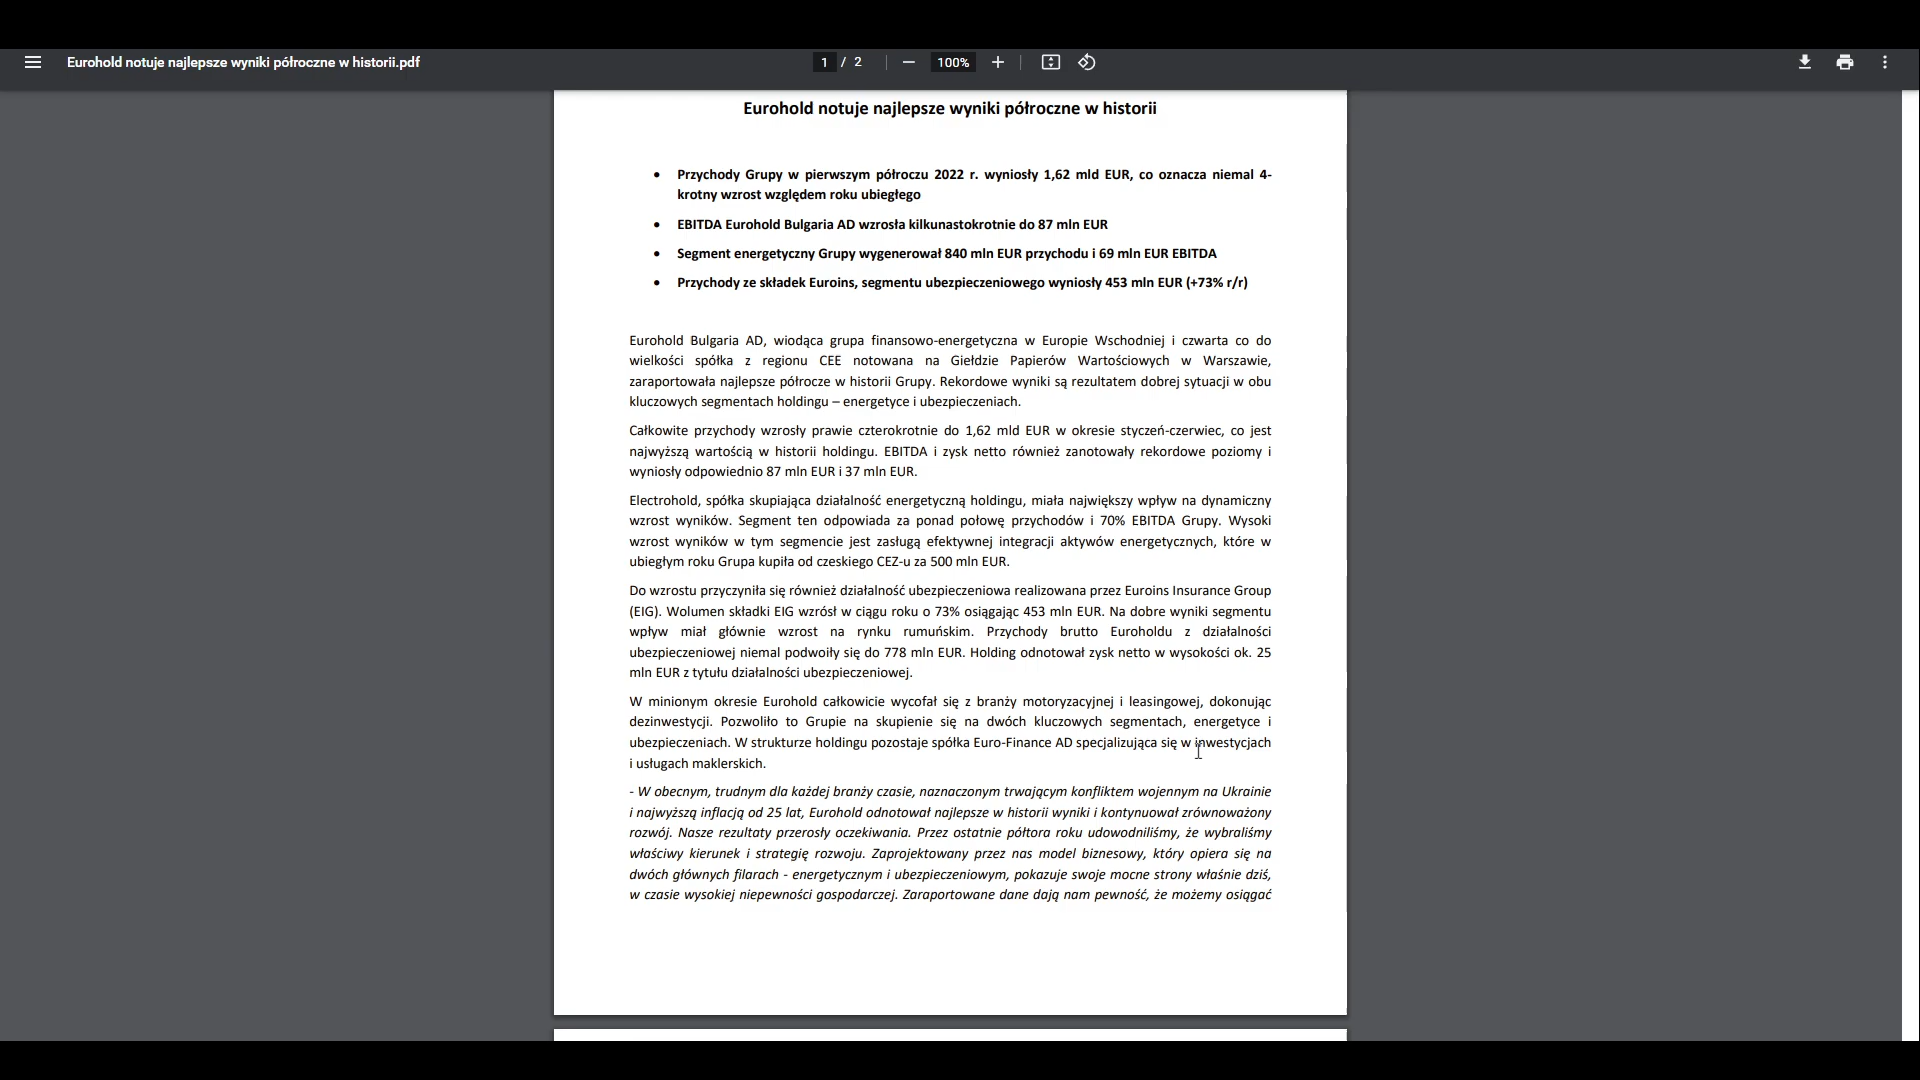 Eurohold notuje najlepsze wyniki półroczne w historii.pdf
1 / 2
100%
Eurohold notuje najlepsze wyniki półroczne w historii
• Przychody Grupy w pierwszym półroczu 2022 r. wyniosły 1,62 mld EUR, co oznacza niemal 4-
krotny wzrost względem roku ubiegłego
• EBITDA Eurohold Bulgaria AD wzrosła kilkunastokrotnie do 87 mln EUR
• Segment energetyczny Grupy wygenerował 840 mln EUR przychodu i 69 mln EUR EBITDA
• Przychody ze składek Euroins, segmentu ubezpieczeniowego wyniosły 453 mln EUR (+73% r/r)
Eurohold Bulgaria AD, wiodąca grupa finansowo-energetyczna w Europie Wschodniej i czwarta co do
wielkości spółka z regionu CEE notowana na Giełdzie Papierów Wartościowych w Warszawie,
zaraportowała najlepsze półrocze w historii Grupy. Rekordowe wyniki są rezultatem dobrej sytuacji w obu
kluczowych segmentach holdingu – energetyce i ubezpieczeniach.
Całkowite przychody wzrosły prawie czterokrotnie do 1,62 mld EUR w okresie styczeń-czerwiec, co jest
najwyższą wartością w historii holdingu. EBITDA i zysk netto również zanotowały rekordowe poziomy i
wyniosły odpowiednio 87 mln EUR i 37 mln EUR.
Electrohold, spółka skupiająca działalność energetyczną holdingu, miała największy wpływ na dynamiczny
wzrost wyników. Segment ten odpowiada za ponad połowę przychodów i 70% EBITDA Grupy. Wysoki
wzrost wyników w tym segmencie jest zasługą efektywnej integracji aktywów energetycznych, które w
ubiegłym roku Grupa kupiła od czeskiego CEZ-u za 500 mln EUR.
Do wzrostu przyczyniła się również działalność ubezpieczeniowa realizowana przez Euroins Insurance Group
(EIG). Wolumen składki EIG wzrósł w ciągu roku o 73% osiągając 453 mln EUR. Na dobre wyniki segmentu
wpływ miał głównie wzrost na rynku rumuńskim. Przychody brutto Euroholdu z działalności
ubezpieczeniowej niemal podwoiły się do 778 mln EUR. Holding odnotował zysk netto w wysokości ok. 25
mln EUR z tytułu działalności ubezpieczeniowej.
W minionym okresie Eurohold całkowicie wycofał się z branży motoryzacyjnej i leasingowej, dokonując
dezinwestycji. Pozwoliło to Grupie na skupienie się na dwóch kluczowych segmentach, energetyce i
ubezpieczeniach. W strukturze holdingu pozostaje spółka Euro-Finance AD specjalizująca się w inwestycjach
i usługach maklerskich.
- W obecnym, trudnym dla każdej branży czasie, naznaczonym trwającym konfliktem wojennym na Ukrainie
i najwyższą inflacją od 25 lat, Eurohold odnotował najlepsze w historii wyniki i kontynuował zrównoważony
rozwój. Nasze rezultaty przerosły oczekiwania. Przez ostatnie półtora roku udowodniliśmy, że wybraliśmy
właściwy kierunek i strategię rozwoju. Zaprojektowany przez nas model biznesowy, który opiera się na
dwóch głównych filarach - energetycznym i ubezpieczeniowym, pokazuje swoje mocne strony właśnie dziś,
w czasie wysokiej niepewności gospodarczej. Zaraportowane dane dają nam pewność, że możemy osiągać